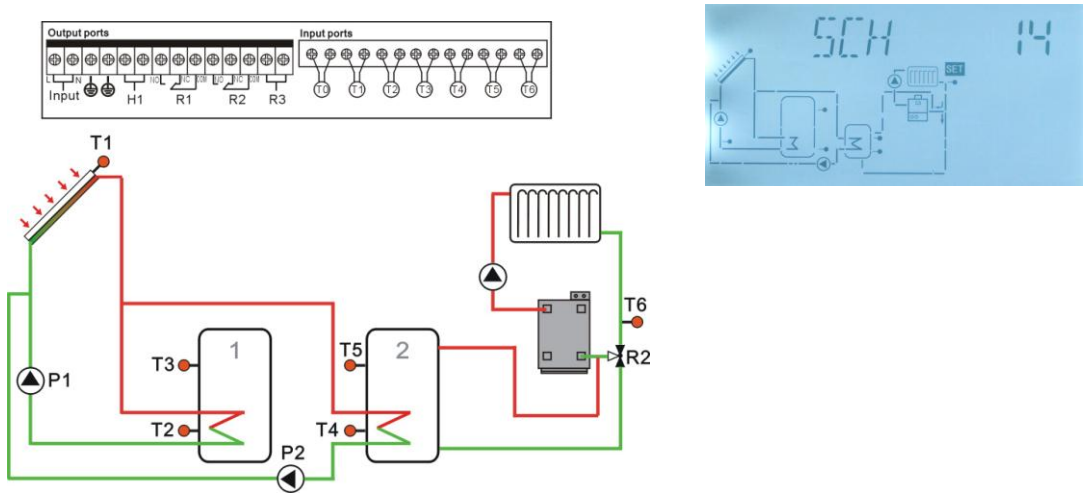 Output ports
Input ports
L N
NO NC COM NO NC COM
Input H1 R1 R2 R3
T0 T1 T2 T3 T4 T5 T6
SCH 14
SET
T1
T6
R2
1
2
T3
T5
P1
T2
T4
P2